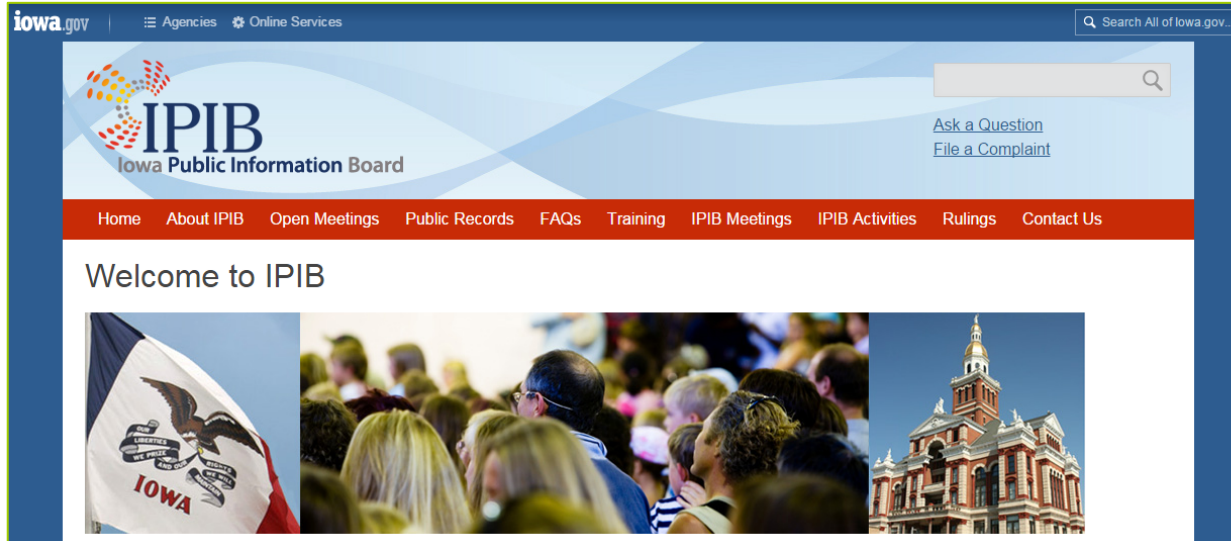 iowa.gov Agencies Online Services Search All of Iowa.gov...
IPIB
Iowa Public Information Board
Ask a Question
File a Complaint
Home About IPIB Open Meetings Public Records FAQs Training IPIB Meetings IPIB Activities Rulings Contact Us
Welcome to IPIB
OUR
LIBERTIES
WE PRIZE
AND OUR
RIGHTS
WE WILL
MAINTAIN
IOWA